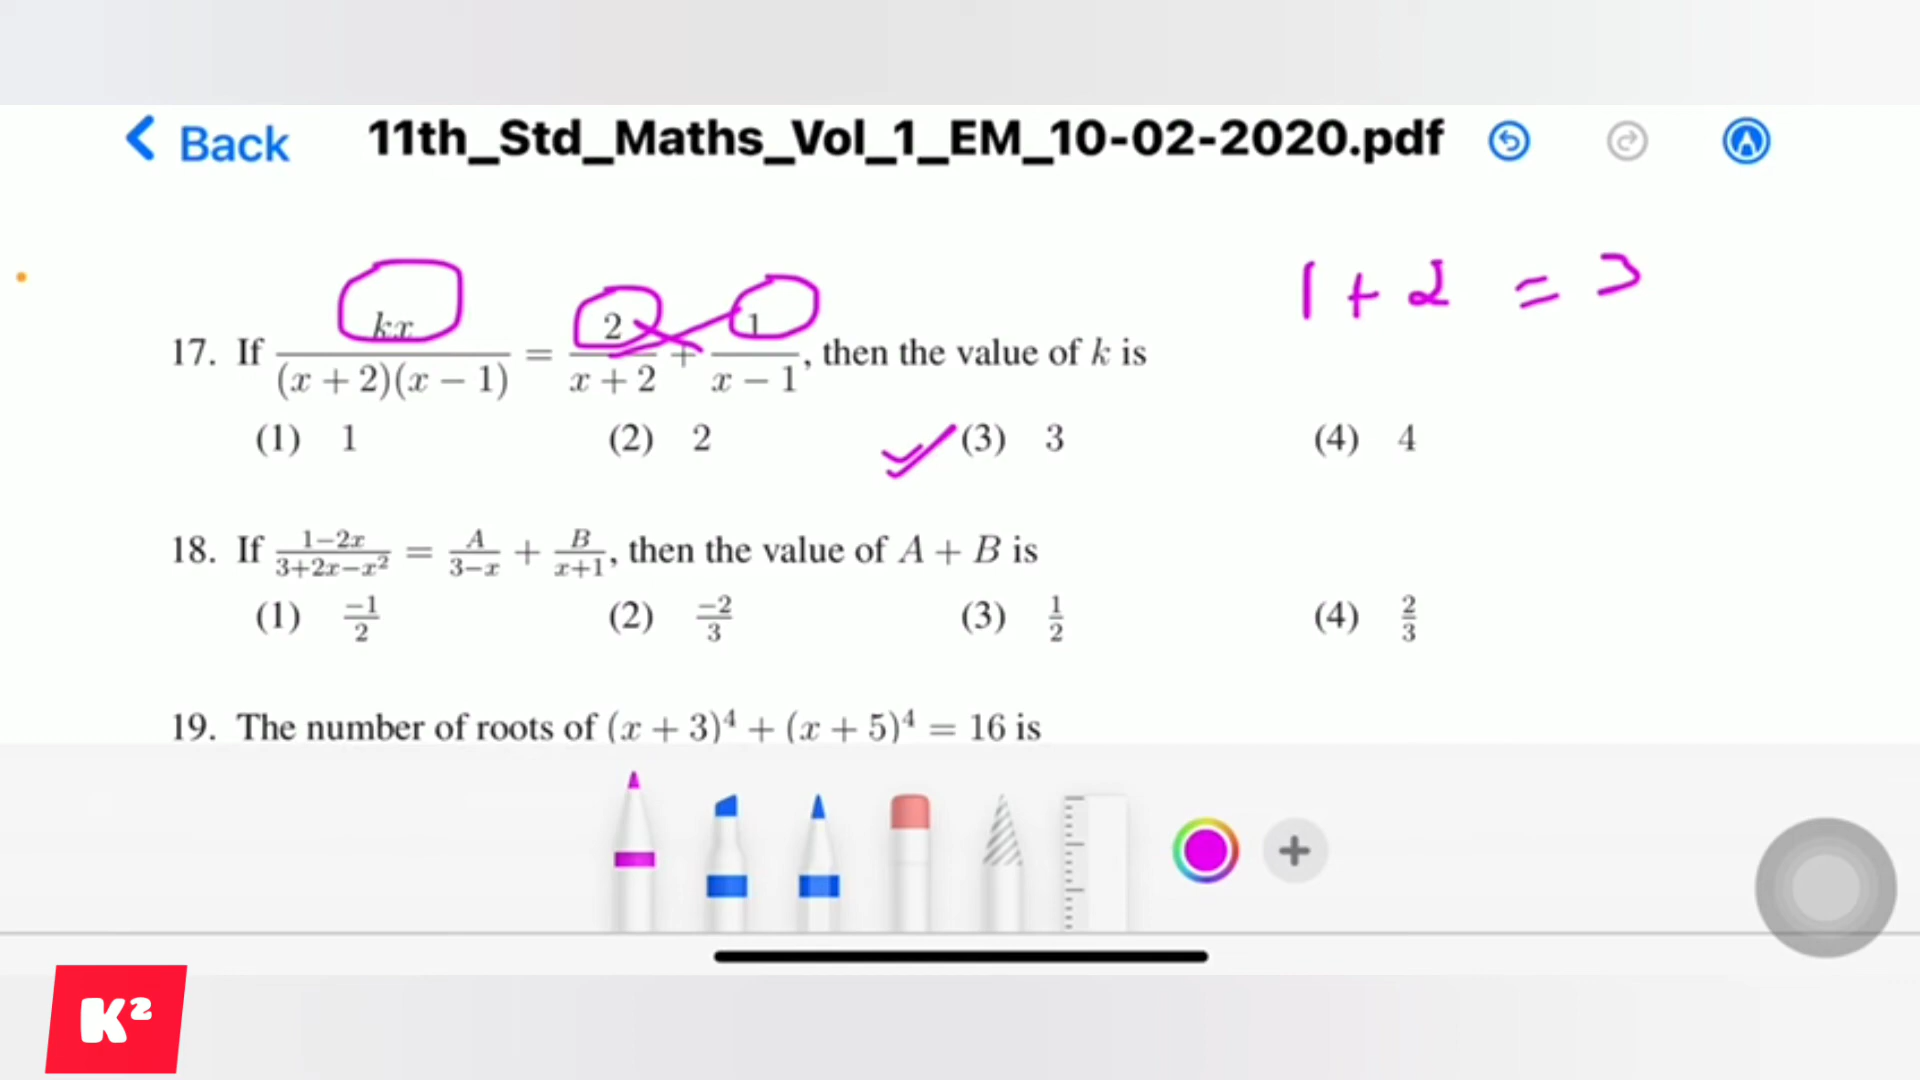 Back 11th_Std_Maths_Vol_1_EM_10-02-2020.pdf
1 + 2 = 3
17. If kx/((x + 2)(x − 1)) = 2/(x + 2) + 1/(x − 1), then the value of k is
(1) 1 (2) 2 (3) 3 (4) 4
18. If (1−2x)/(3+2x−x²) = A/(3−x) + B/(x+1), then the value of A + B is
(1) −1/2 (2) −2/3 (3) 1/2 (4) 2/3
19. The number of roots of (x + 3)⁴ + (x + 5)⁴ = 16 is
K²